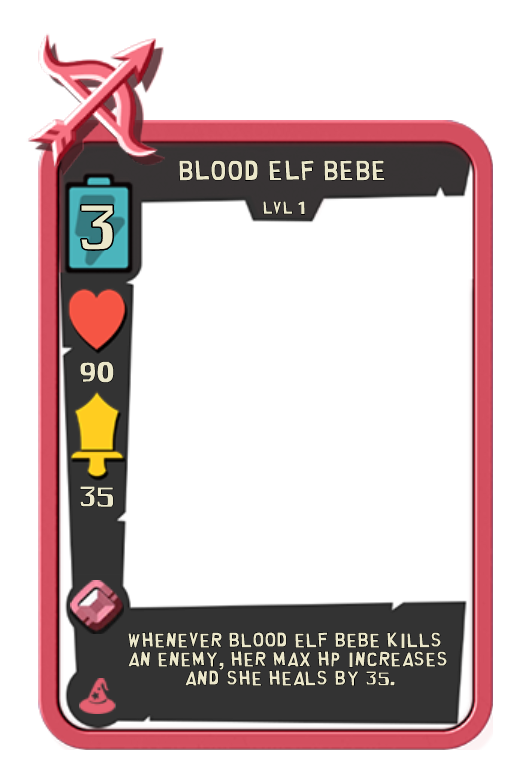 BLOOD ELF BEBE
LVL 1
3
90
35
WHENEVER BLOOD ELF BEBE KILLS
AN ENEMY, HER MAX HP INCREASES
AND SHE HEALS BY 35.